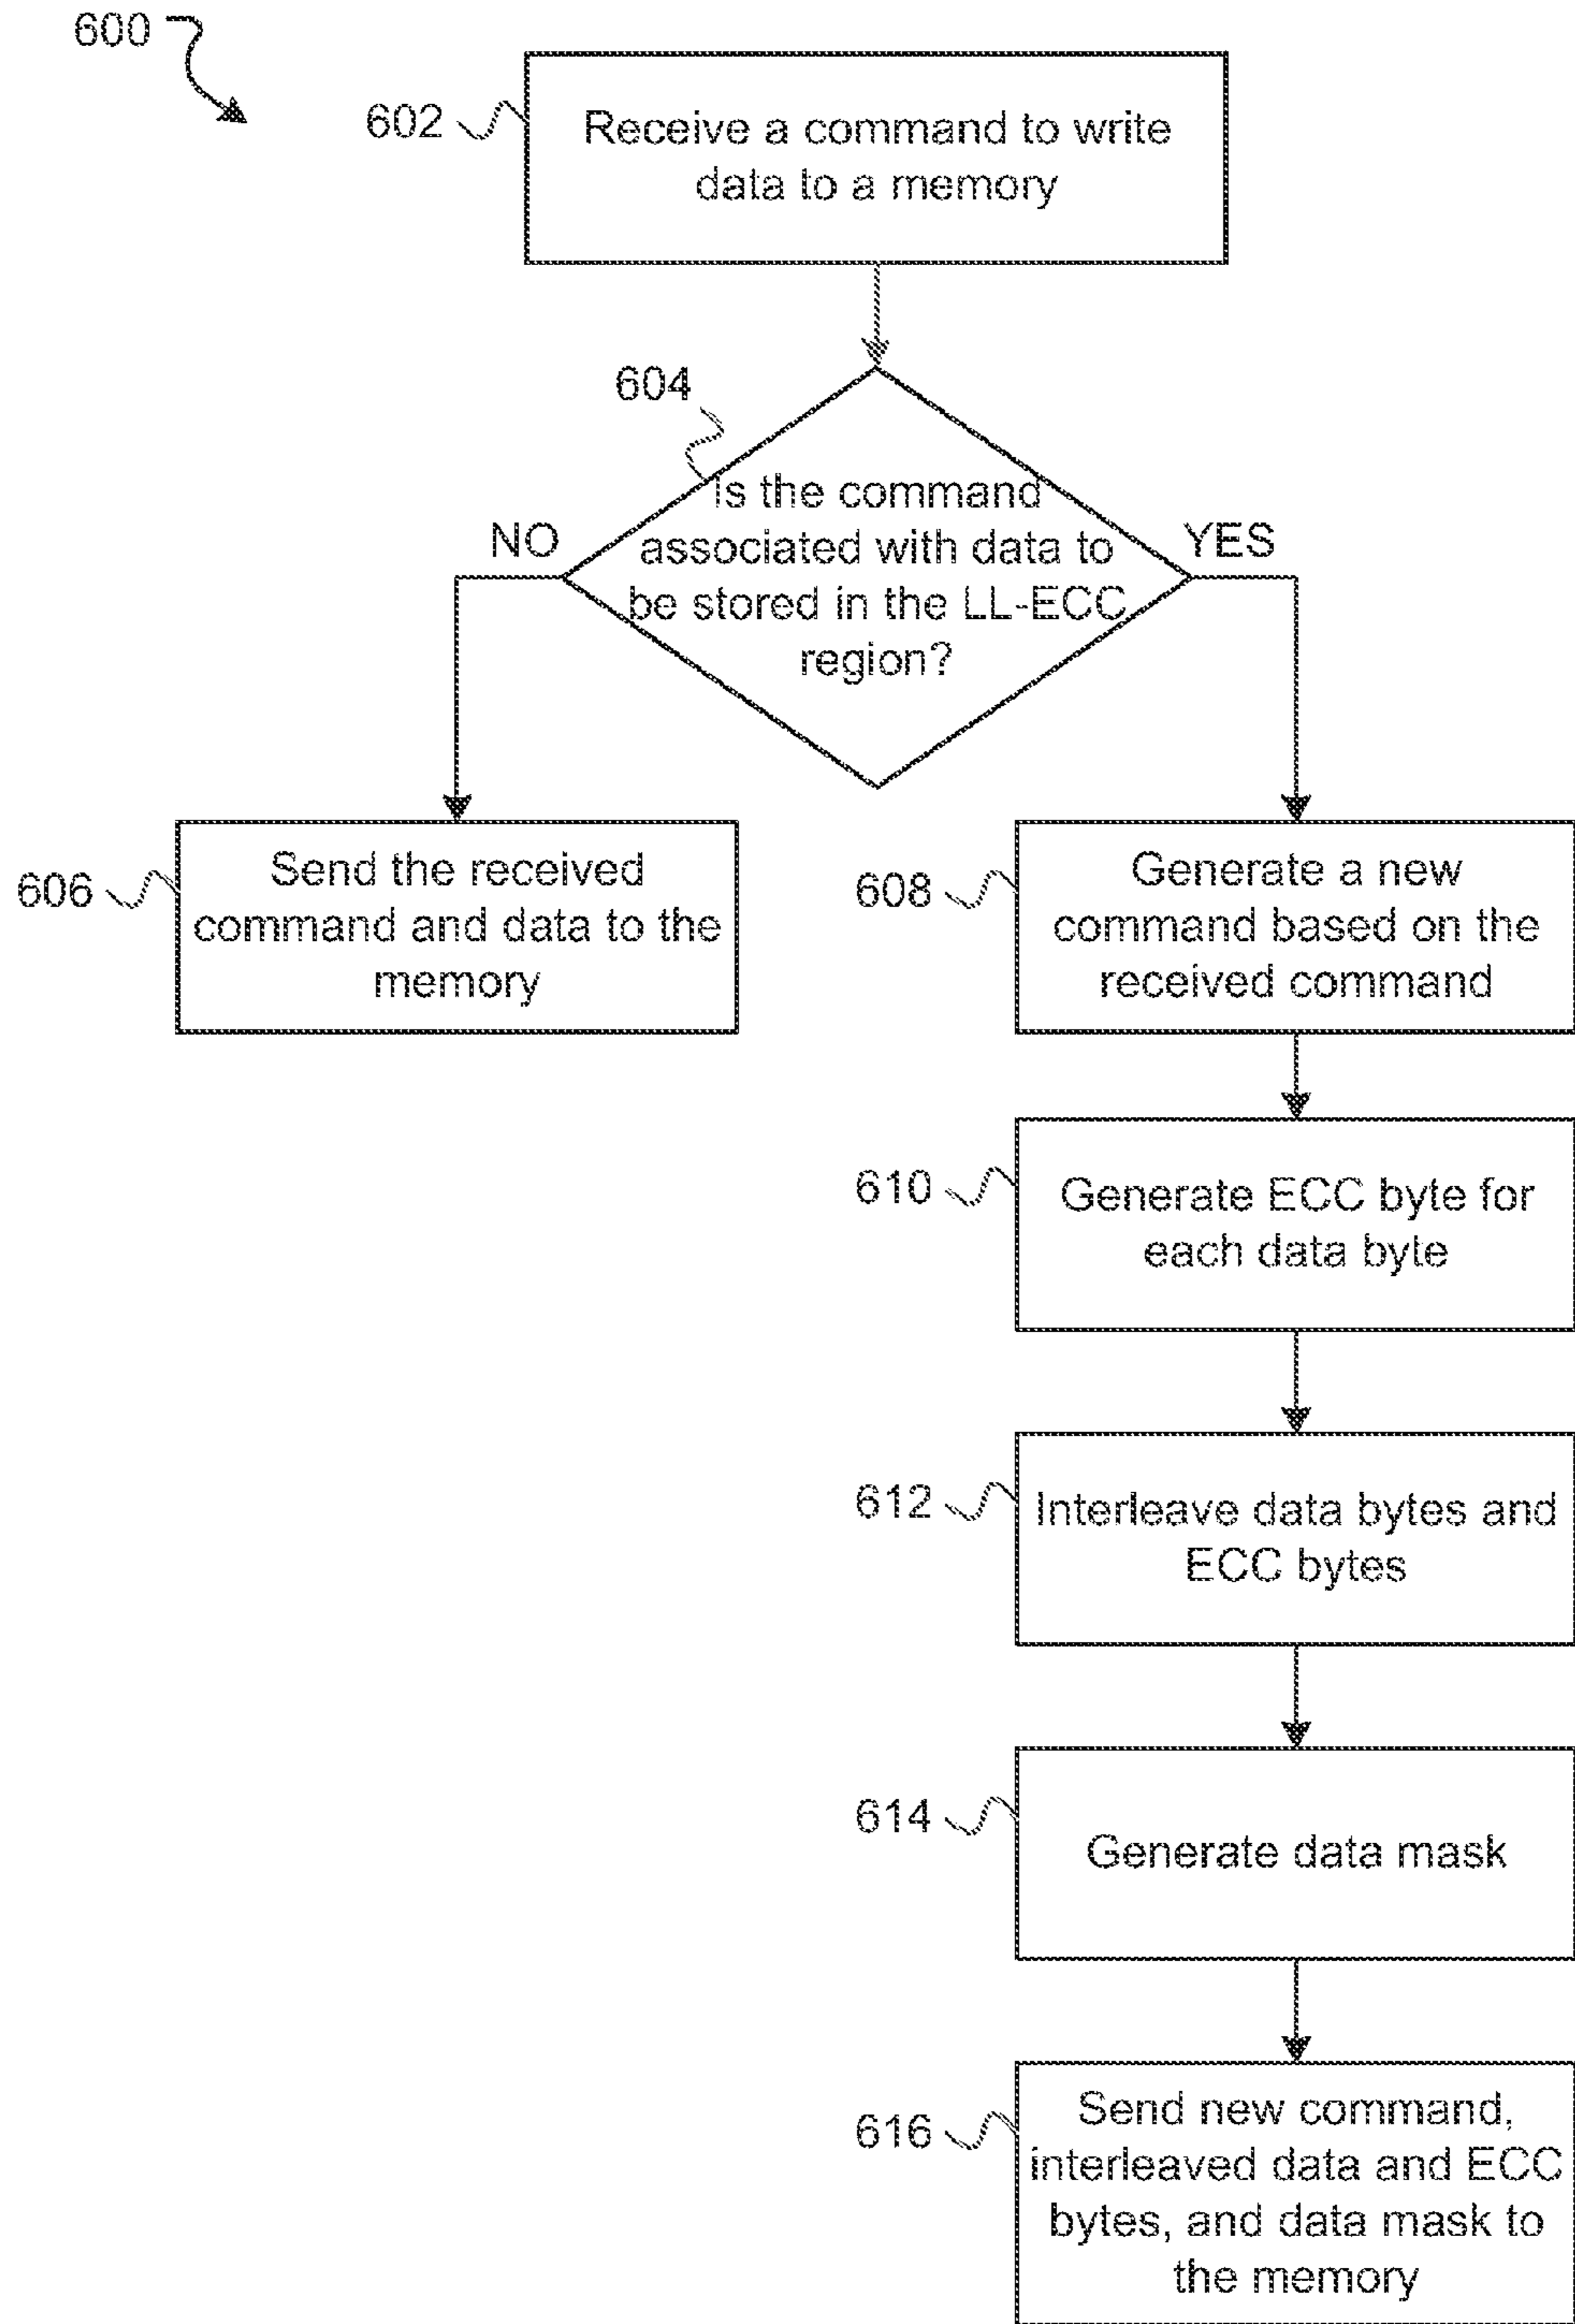 600
602
Receive a command to write
data to a memory
604
Is the command
associated with data to
be stored in the LL-ECC
region?
NO
YES
606
Send the received
command and data to the
memory
608
Generate a new
command based on the
received command
610
Generate ECC byte for
each data byte
612
Interleave data bytes and
ECC bytes
614
Generate data mask
616
Send new command,
interleaved data and ECC
bytes, and data mask to
the memory